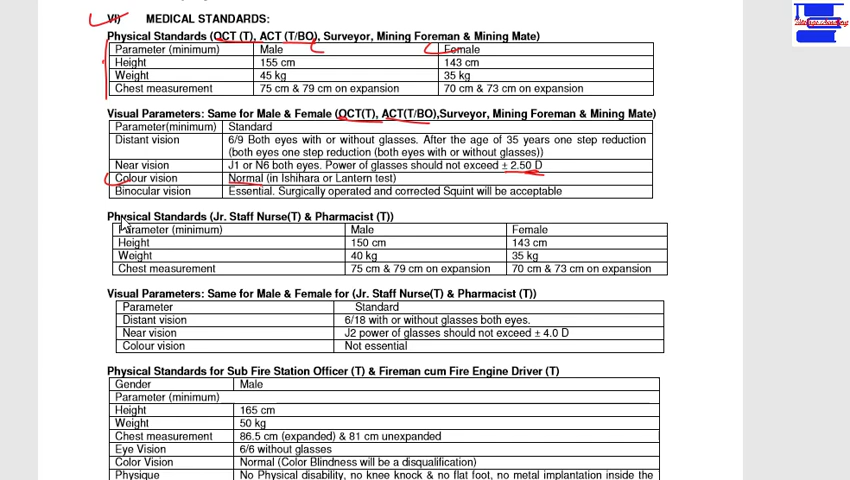 VI) MEDICAL STANDARDS:
Physical Standards (OCT (T), ACT (T/BO), Surveyor, Mining Foreman & Mining Mate)
Parameter (minimum) Male Female
Height 155 cm 143 cm
Weight 45 kg 35 kg
Chest measurement 75 cm & 79 cm on expansion 70 cm & 73 cm on expansion
Visual Parameters: Same for Male & Female (OCT(T), ACT(T/BO),Surveyor, Mining Foreman & Mining Mate)
Parameter(minimum) Standard
Distant vision 6/9 Both eyes with or without glasses. After the age of 35 years one step reduction
(both eyes one step reduction (both eyes with or without glasses))
Near vision J1 or N6 both eyes. Power of glasses should not exceed ± 2.50 D
Colour vision Normal (in Ishihara or Lantern test)
Binocular vision Essential. Surgically operated and corrected Squint will be acceptable
Physical Standards (Jr. Staff Nurse(T) & Pharmacist (T))
Parameter (minimum) Male Female
Height 150 cm 143 cm
Weight 40 kg 35 kg
Chest measurement 75 cm & 79 cm on expansion 70 cm & 73 cm on expansion
Visual Parameters: Same for Male & Female for (Jr. Staff Nurse(T) & Pharmacist (T))
Parameter Standard
Distant vision 6/18 with or without glasses both eyes.
Near vision J2 power of glasses should not exceed ± 4.0 D
Colour vision Not essential
Physical Standards for Sub Fire Station Officer (T) & Fireman cum Fire Engine Driver (T)
Gender Male
Parameter (minimum)
Height 165 cm
Weight 50 kg
Chest measurement 86.5 cm (expanded) & 81 cm unexpanded
Eye Vision 6/6 without glasses
Color Vision Normal (Color Blindness will be a disqualification)
Physique No Physical disability, no knee knock & no flat foot, no metal implantation inside the